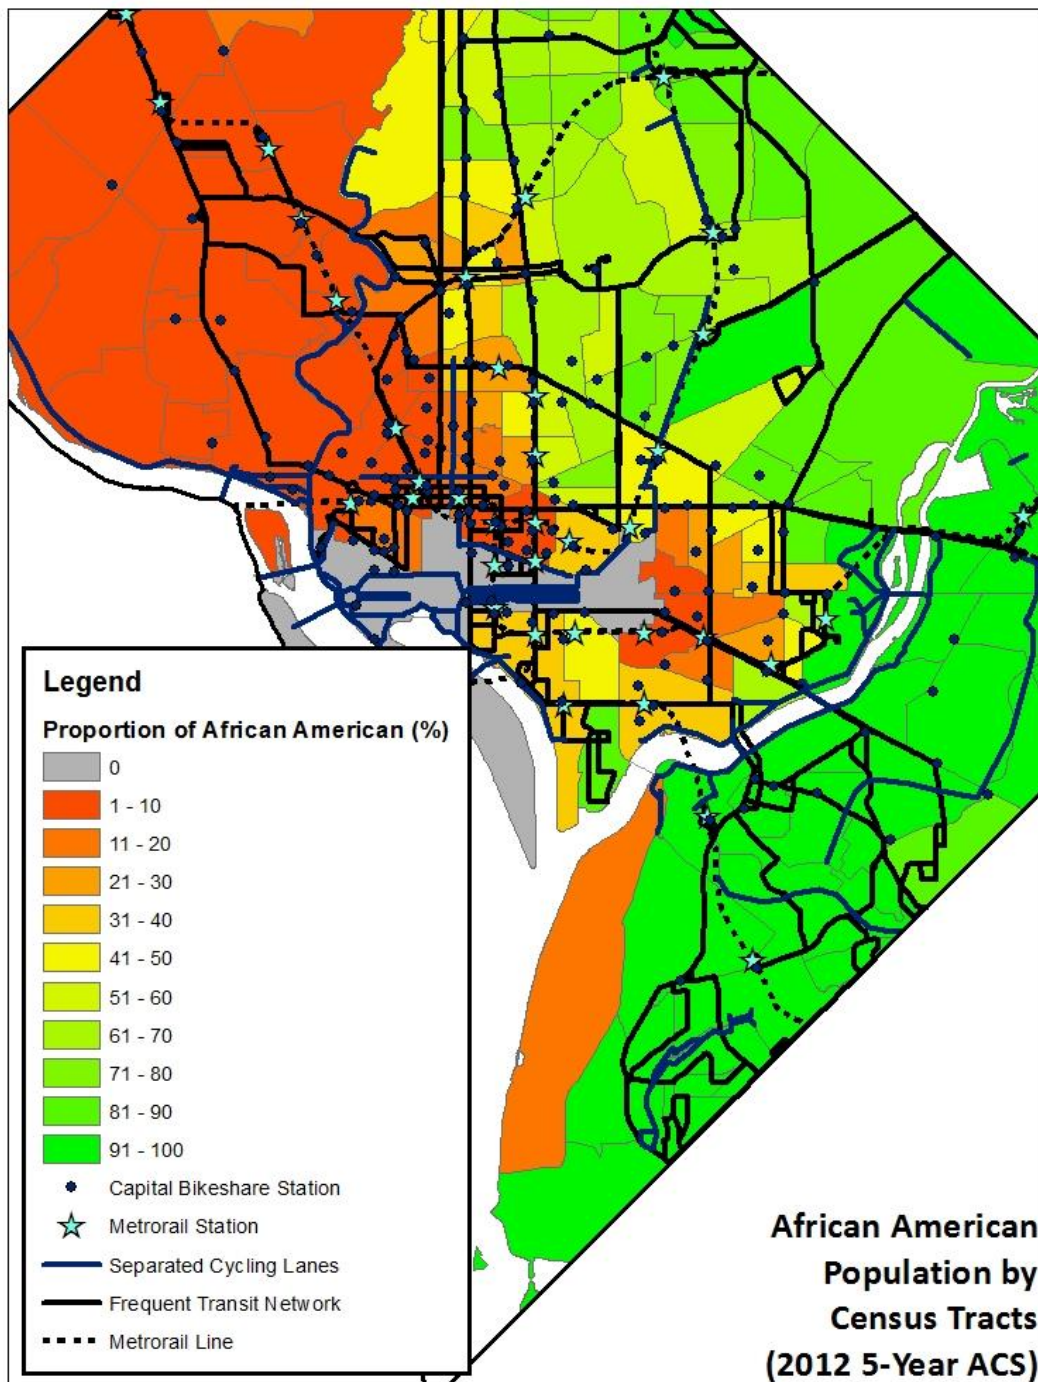 Legend
Proportion of African American (%)
0
1 - 10
11 - 20
21 - 30
31 - 40
41 - 50
51 - 60
61 - 70
71 - 80
81 - 90
91 - 100
Capital Bikeshare Station
Metrorail Station
Separated Cycling Lanes
Frequent Transit Network
Metrorail Line
African American
Population by
Census Tracts
(2012 5-Year ACS)